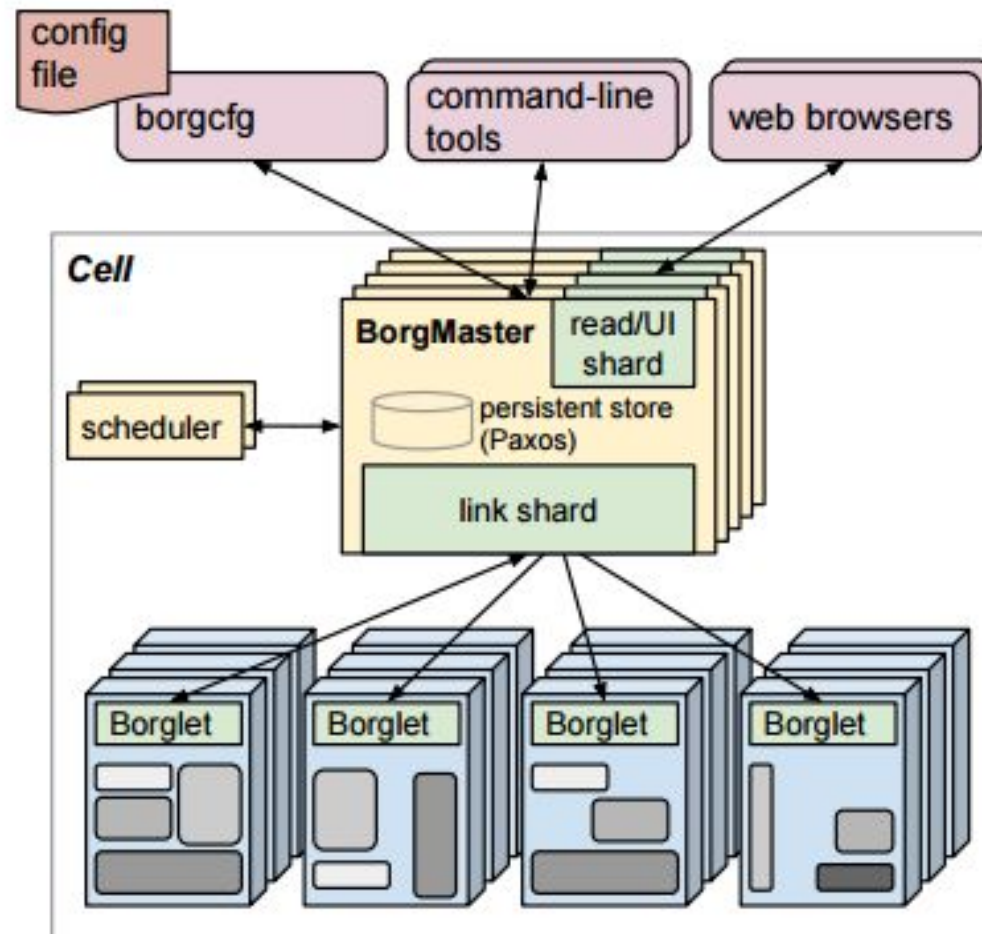 config
file
borgcfg
command-line
tools
web browsers
Cell
BorgMaster
read/UI
shard
persistent store
(Paxos)
scheduler
link shard
Borglet
Borglet
Borglet
Borglet